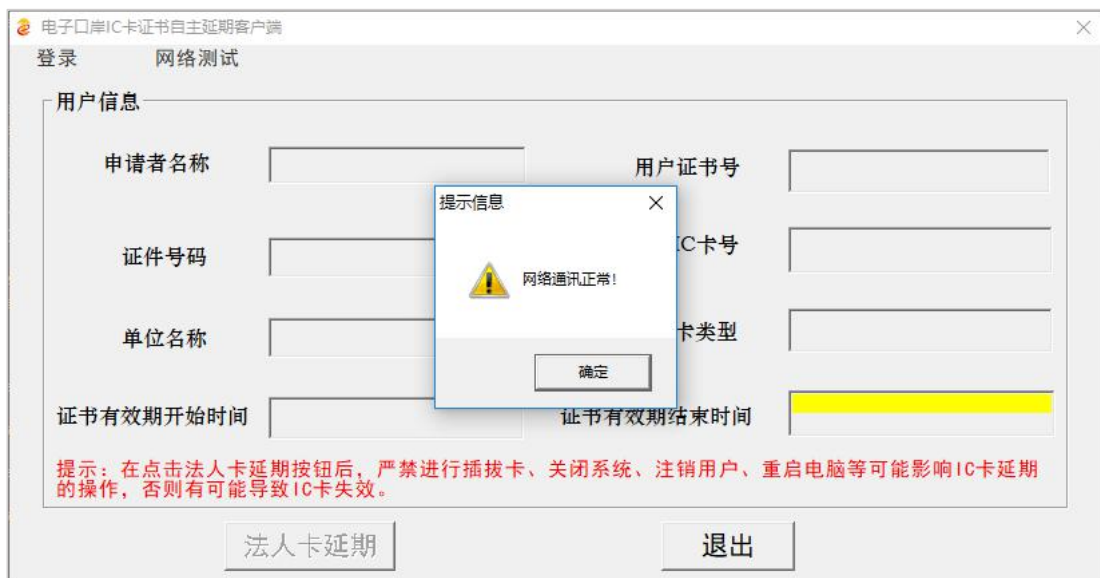 电子口岸IC卡证书自主延期客户端
登录 网络测试
用户信息
申请者名称 用户证书号
提示信息
证件号码 IC卡号
网络通讯正常!
单位名称 卡类型
确定
证书有效期开始时间 证书有效期结束时间
提示：在点击法人卡延期按钮后，严禁进行插拔卡、关闭系统、注销用户、重启电脑等可能影响IC卡延期
的操作，否则有可能导致IC卡失效。
法人卡延期 退出